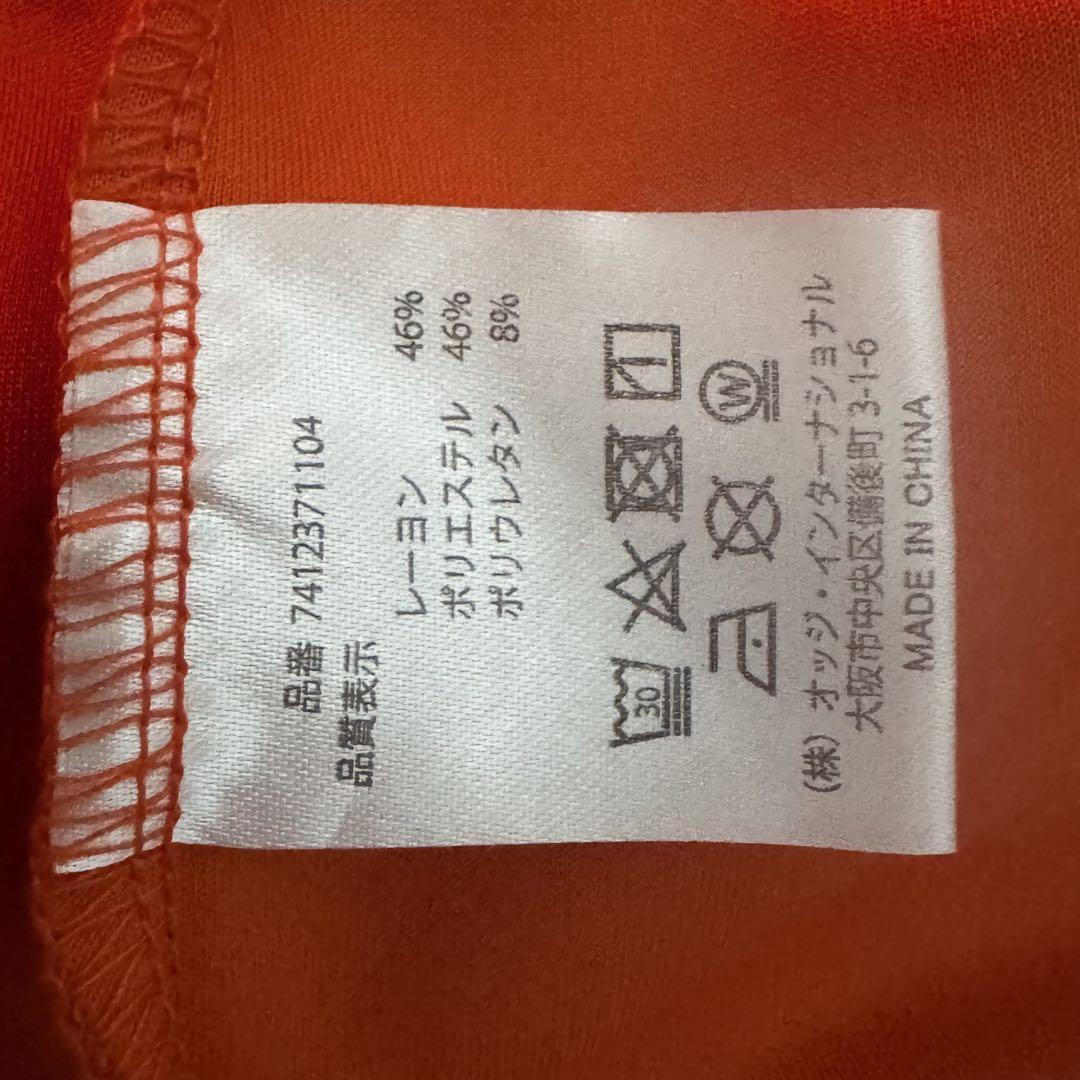 品番 7412371104
品質表示
レーヨン 46%
ポリエステル 46%
ポリウレタン 8%
30
W
(株) オッジ・インターナショナル
大阪市中央区備後町 3-1-6
MADE IN CHINA